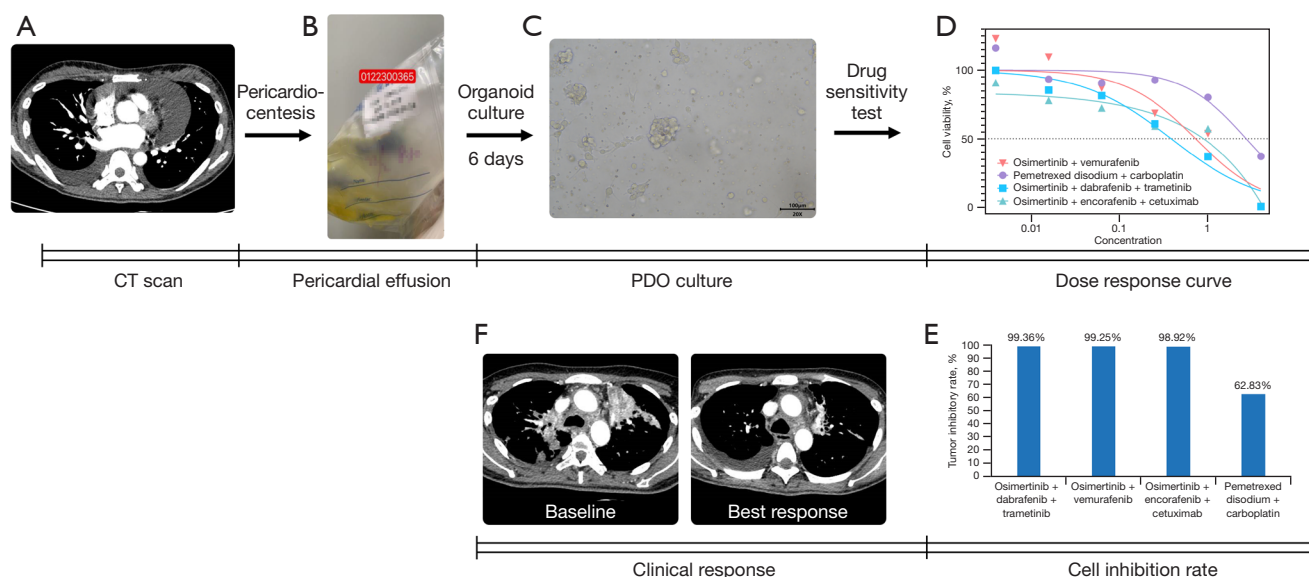 A
B
C
D
Pericardio-
centesis
0122300365
Organoid
culture
6 days
100μm
20X
Drug
sensitivity
test
Cell viability, %
100
50
0
Osimertinib + vemurafenib
Pemetrexed disodium + carboplatin
Osimertinib + dabrafenib + trametinib
Osimertinib + encorafenib + cetuximab
0.01
0.1
1
Concentration
CT scan
Pericardial effusion
PDO culture
Dose response curve
F
Baseline
Best response
E
Tumor inhibitory rate, %
100
90
80
70
60
50
40
30
20
10
0
99.36%
99.25%
98.92%
62.83%
Osimertinib +
dabrafenib +
trametinib
Osimertinib +
vemurafenib
Osimertinib +
encorafenib +
cetuximab
Pemetrexed
disodium +
carboplatin
Clinical response
Cell inhibition rate